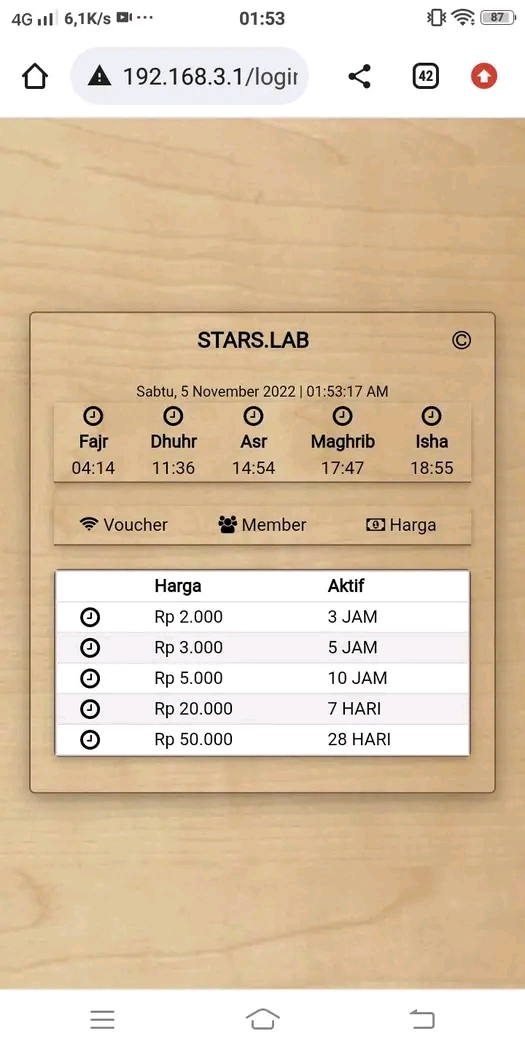 4G 6,1K/s ... 01:53 87
192.168.3.1/login 42
STARS.LAB ©
Sabtu, 5 November 2022 | 01:53:17 AM
Fajr Dhuhr Asr Maghrib Isha
04:14 11:36 14:54 17:47 18:55
Voucher Member Harga
Harga Aktif
Rp 2.000 3 JAM
Rp 3.000 5 JAM
Rp 5.000 10 JAM
Rp 20.000 7 HARI
Rp 50.000 28 HARI